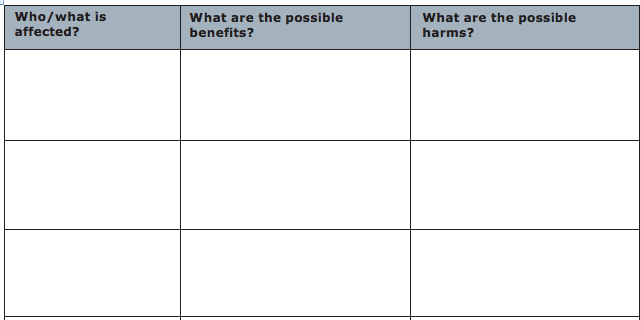 Who/what is
affected?
What are the possible
benefits?
What are the possible
harms?